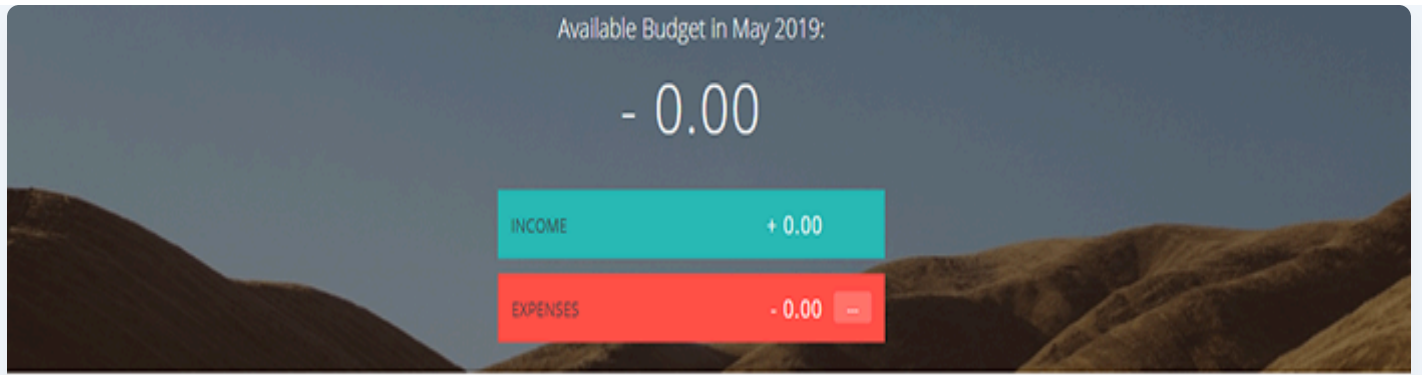 Available Budget in May 2019:
- 0.00
INCOME + 0.00
EXPENSES - 0.00 ---